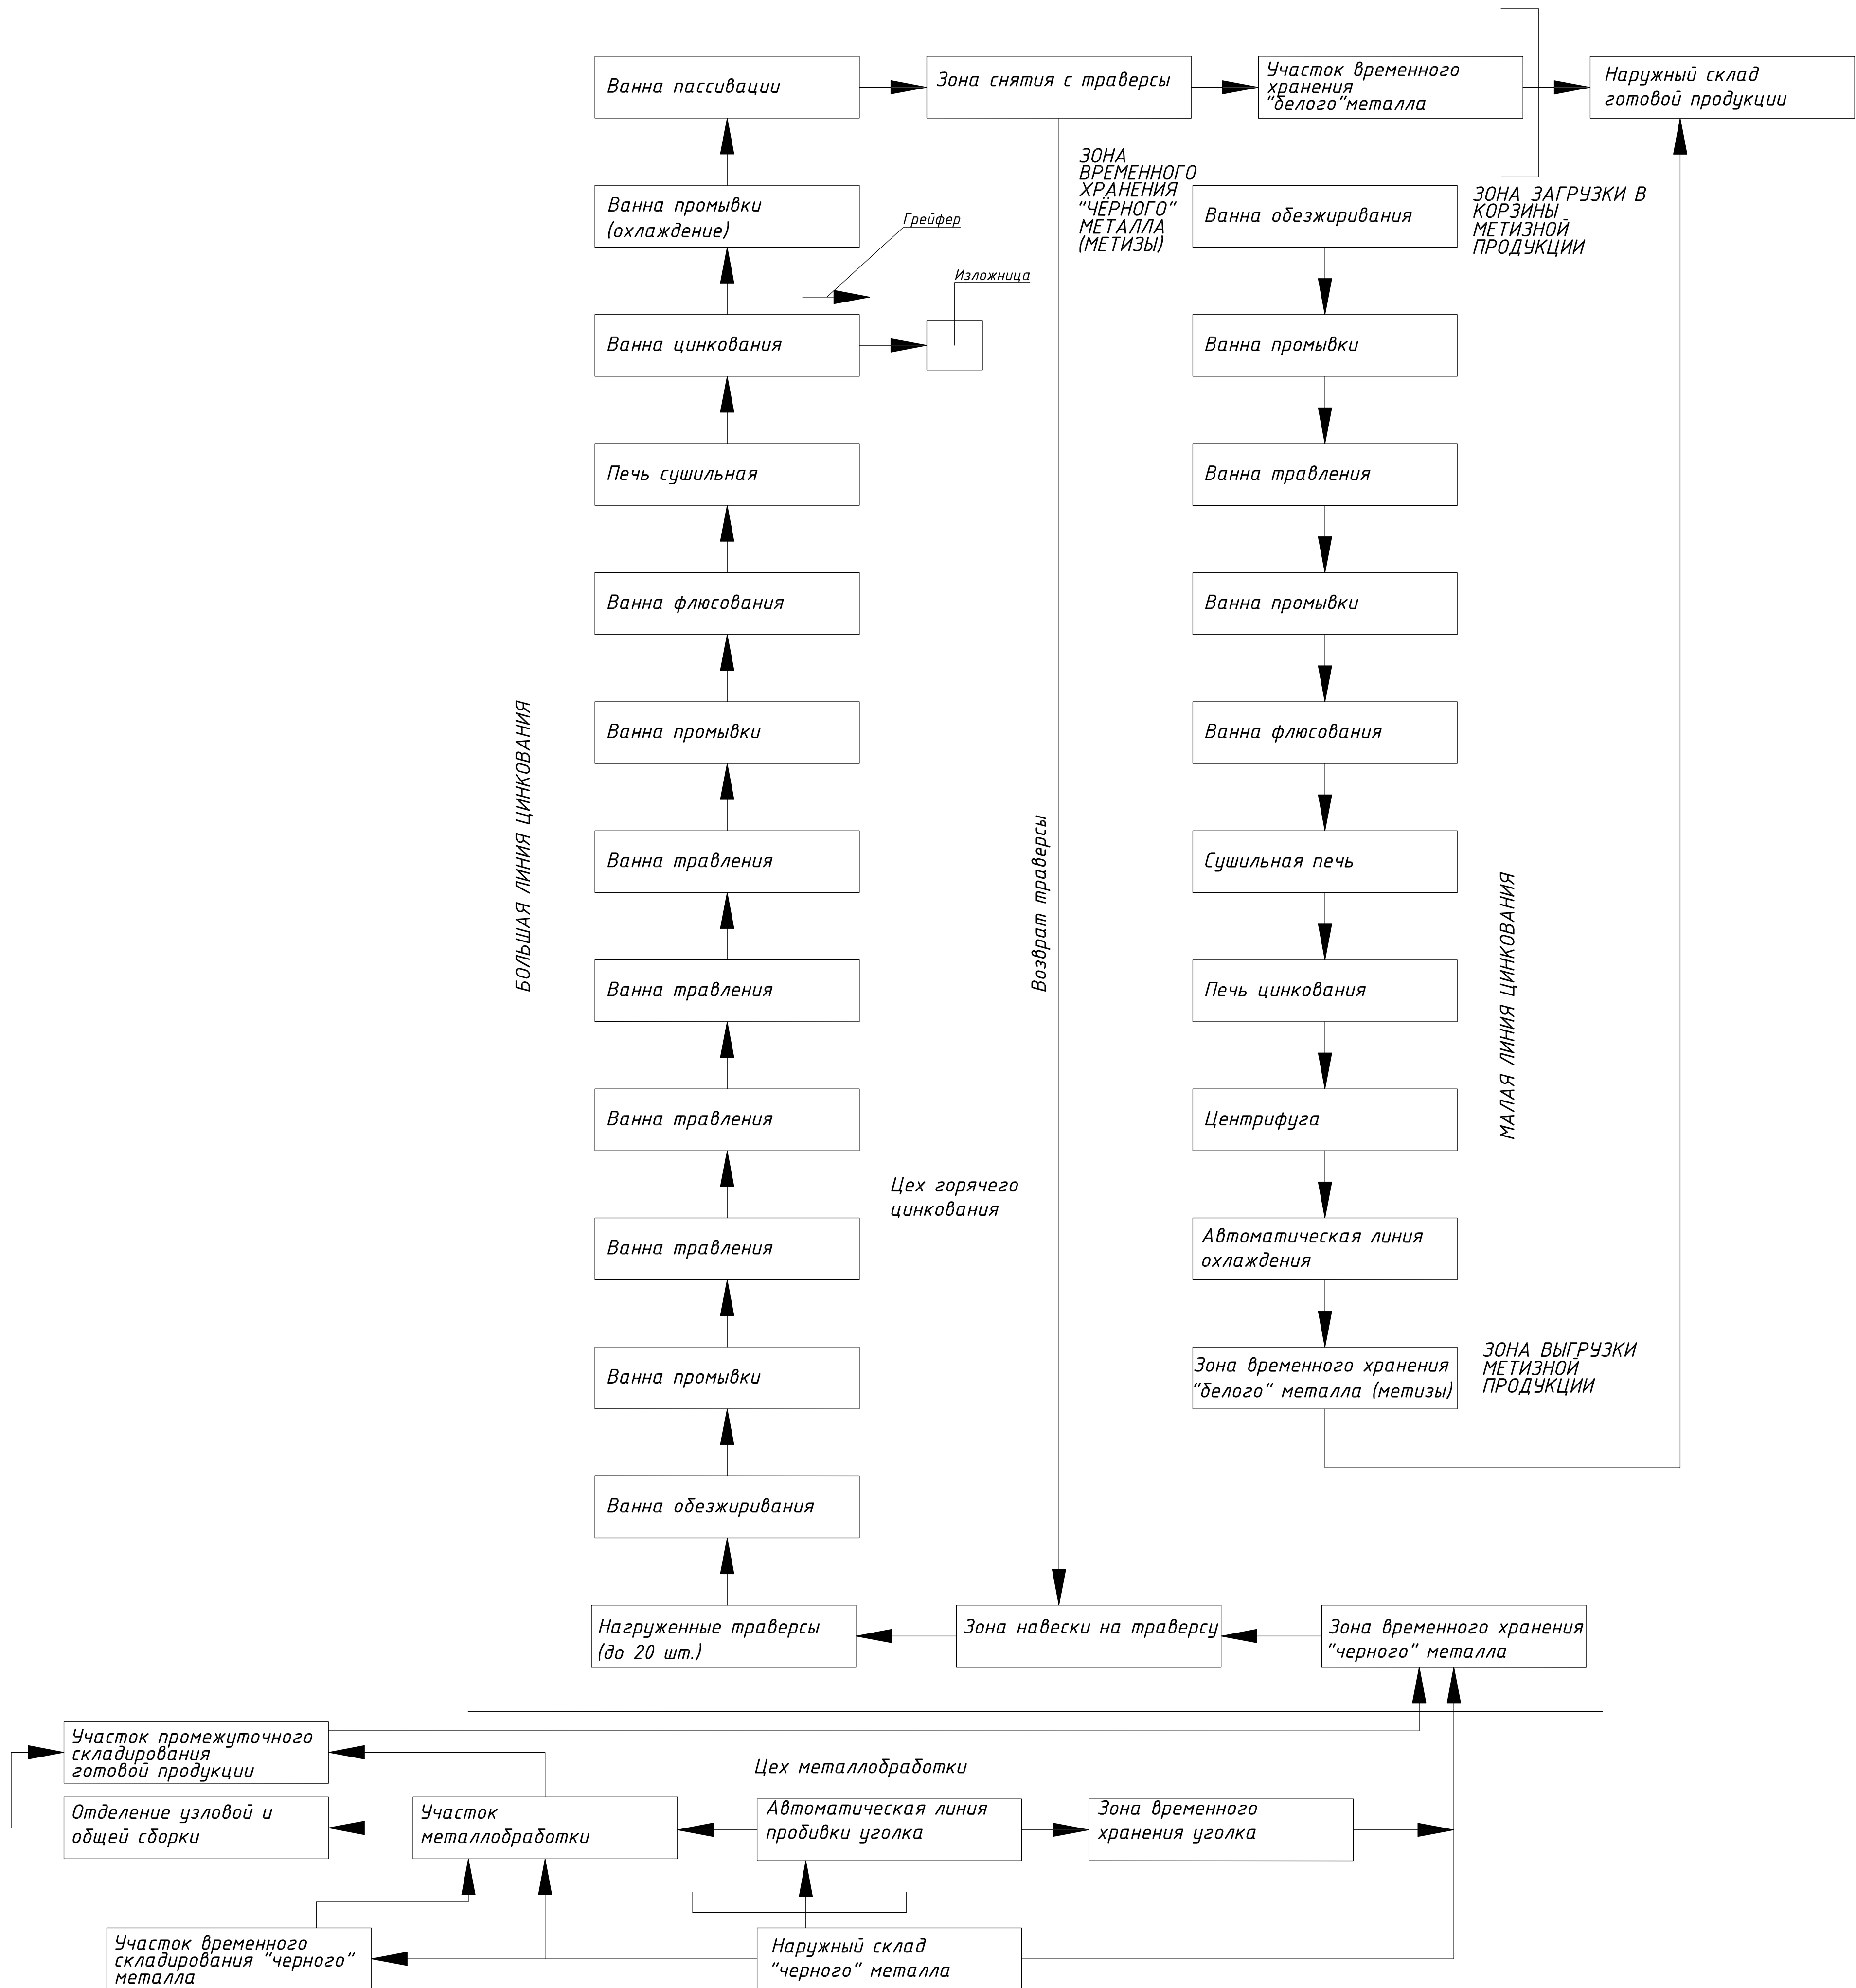 Ванна пассивации
Зона снятия с траверсы
Участок временного
хранения
"белого"металла
Наружный склад
готовой продукции
Ванна промывки
(охлаждение)
Грейфер
Изложница
ЗОНА
ВРЕМЕННОГО
ХРАНЕНИЯ
"ЧЁРНОГО"
МЕТАЛЛА
(МЕТИЗЫ)
Ванна обезжиривания
ЗОНА ЗАГРУЗКИ В
КОРЗИНЫ
МЕТИЗНОЙ
ПРОДУКЦИИ
Ванна цинкования
Ванна промывки
Печь сушильная
Ванна травления
Ванна флюсования
Ванна промывки
БОЛЬШАЯ ЛИНИЯ ЦИНКОВАНИЯ
Ванна промывки
Ванна флюсования
Ванна травления
Возврат траверсы
Сушильная печь
Ванна травления
Печь цинкования
МАЛАЯ ЛИНИЯ ЦИНКОВАНИЯ
Ванна травления
Центрифуга
Цех горячего
цинкования
Ванна травления
Автоматическая линия
охлаждения
Ванна промывки
Зона временного хранения
"белого" металла (метизы)
ЗОНА ВЫГРУЗКИ
МЕТИЗНОЙ
ПРОДУКЦИИ
Ванна обезжиривания
Нагруженные траверсы
(до 20 шт.)
Зона навески на траверсу
Зона временного хранения
"черного" металла
Участок промежуточного
складирования
готовой продукции
Цех металлобработки
Отделение узловой и
общей сборки
Участок
металлобработки
Автоматическая линия
пробивки уголка
Зона временного
хранения уголка
Участок временного
складирования "черного"
металла
Наружный склад
"черного" металла